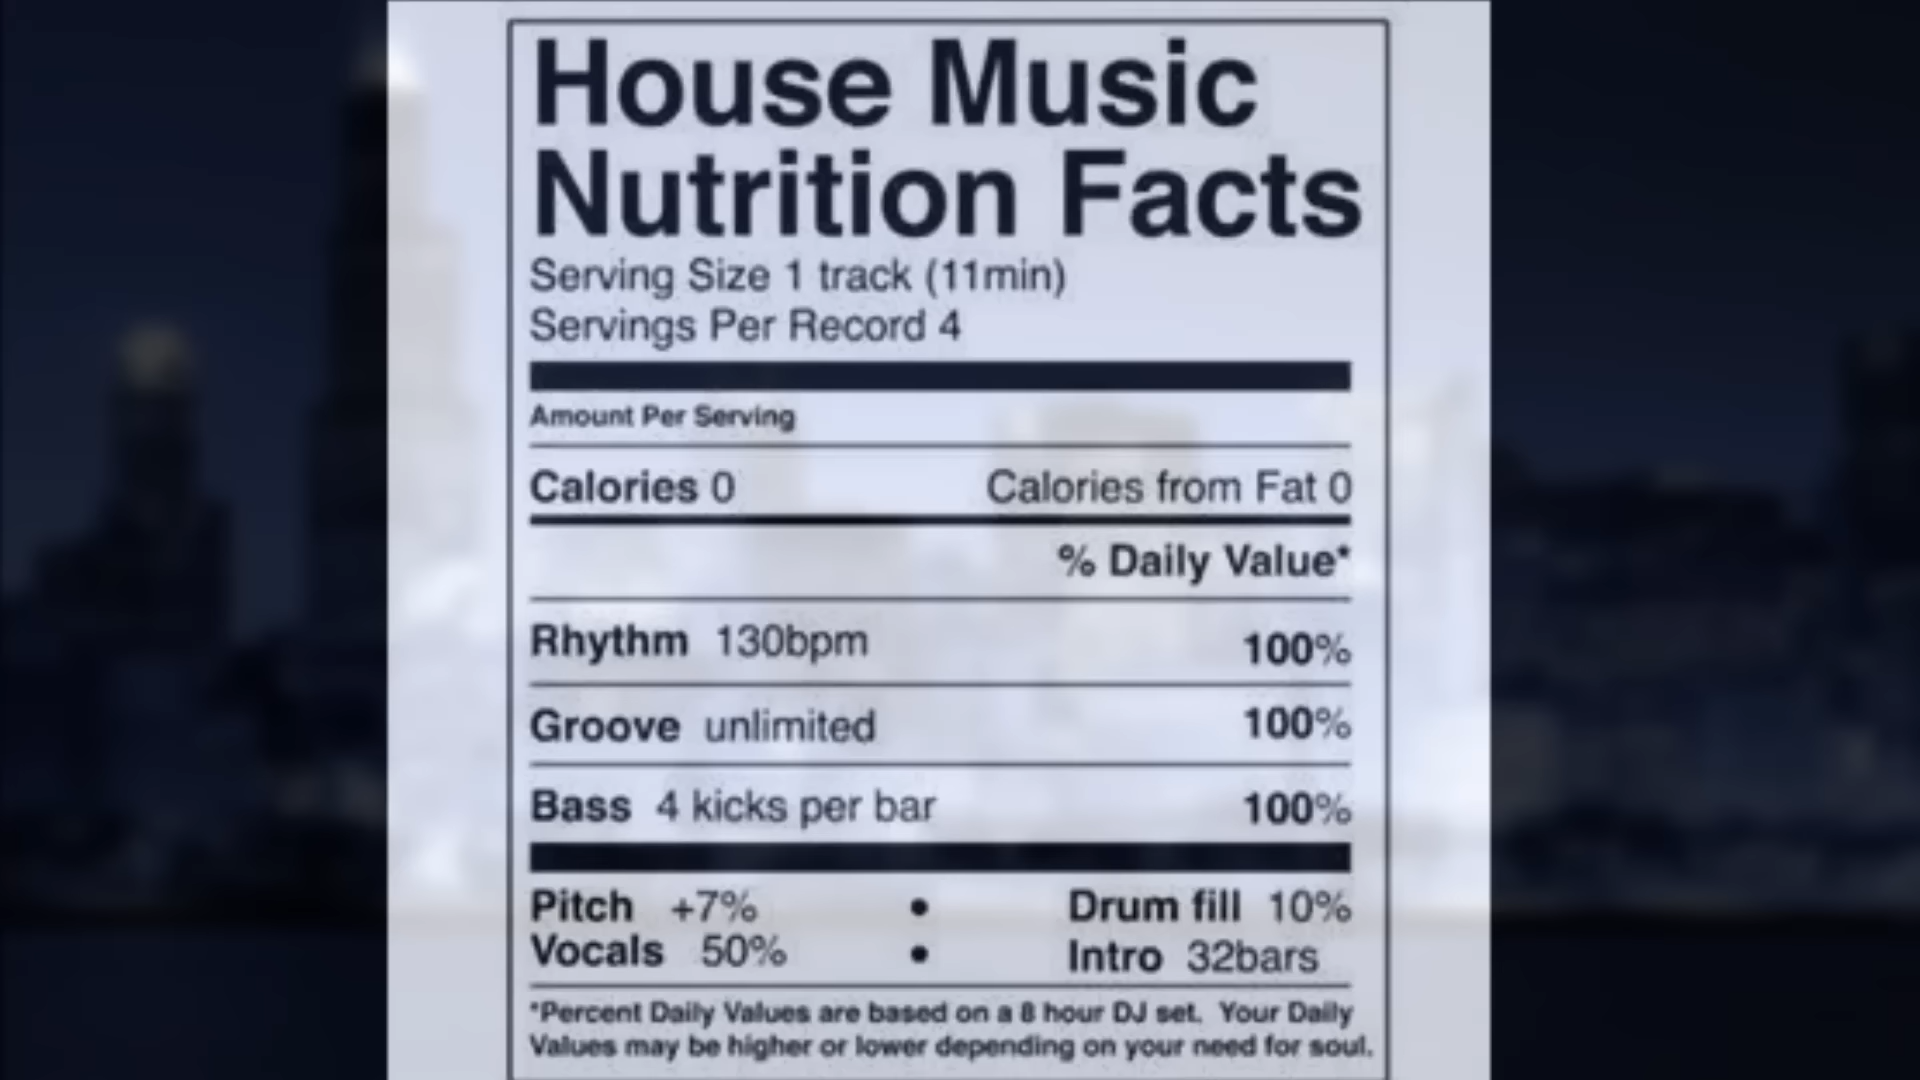 House Music
Nutrition Facts
Serving Size 1 track (11min)
Servings Per Record 4
Amount Per Serving
Calories 0 Calories from Fat 0
% Daily Value*
Rhythm 130bpm 100%
Groove unlimited 100%
Bass 4 kicks per bar 100%
Pitch +7% • Drum fill 10%
Vocals 50% • Intro 32bars
*Percent Daily Values are based on a 8 hour DJ set. Your Daily
Values may be higher or lower depending on your need for soul.